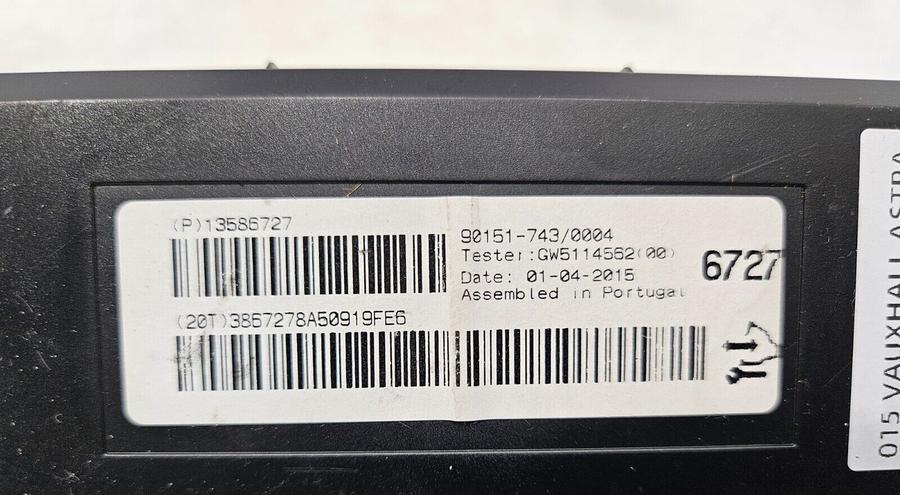 (P)13586727
90151-743/0004
Tester:GW5114562(00)
Date: 01-04-2015
Assembled in Portugal
6727
(20T)3867278A50919FE6
015 VAUXHALL ASTRA